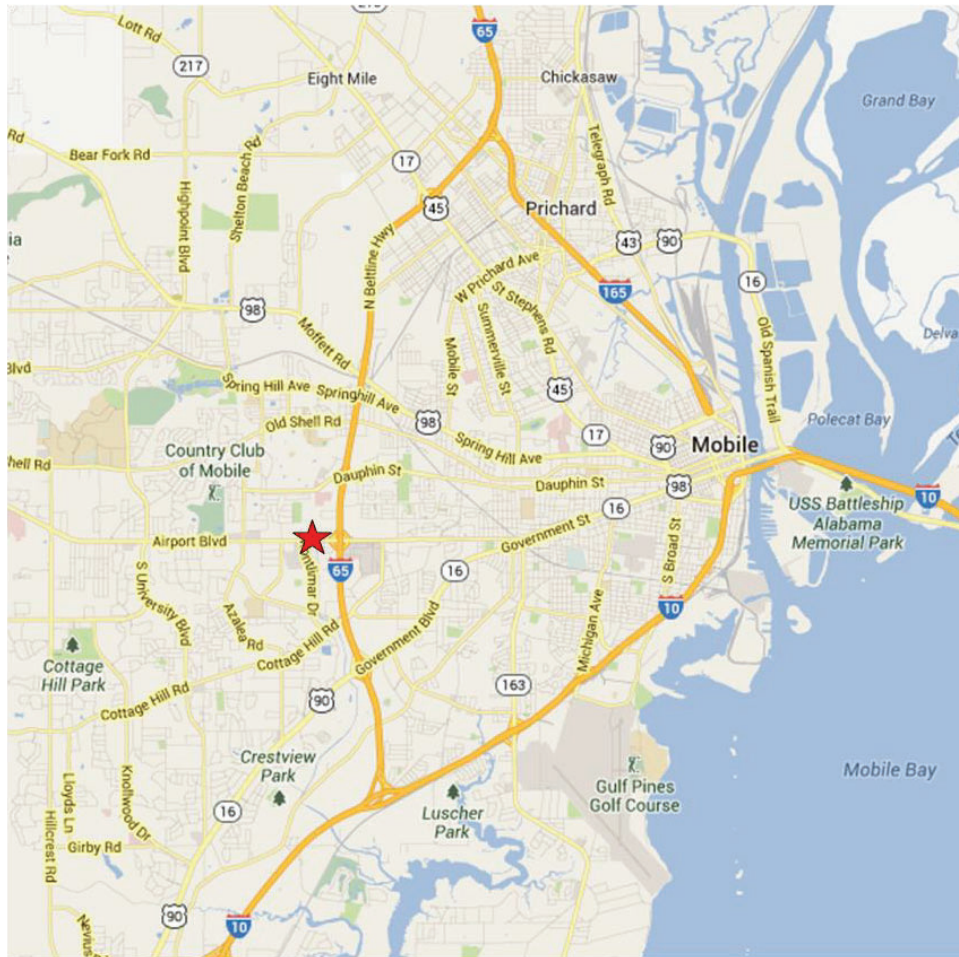 65
Lott Rd
217
Eight Mile
Chickasaw
Grand Bay
Rd
Bear Fork Rd
17
Telegraph Rd
Shelton Beach Rd
Highpoint Blvd
45
Prichard
ia
N Beltline Hwy
43
90
16
W Prichard Ave
165
98
St Stephens Rd
Moffett Rd
Summerville St
Mobile St
Old Spanish Trail
Blvd
Spring Hill Ave
Springhill Ave
45
Polecat Bay
Old Shell Rd
98
17
90
Mobile
Spring Hill Ave
Country Club
of Mobile
Dauphin St
Dauphin St
98
10
16
USS Battleship
Alabama
Memorial Park
Airport Blvd
Government St
S Broad St
65
16
S University Blvd
Azalea Rd
10
Cottage Hill Rd
Government Blvd
Michigan Ave
Cottage
Hill Park
163
Cottage Hill Rd
90
Crestview
Park
Mobile Bay
Gulf Pines
Golf Course
Luscher
Park
Lloyds Ln
Knollwood Dr
16
Hillcrest Rd
Girby Rd
90
10